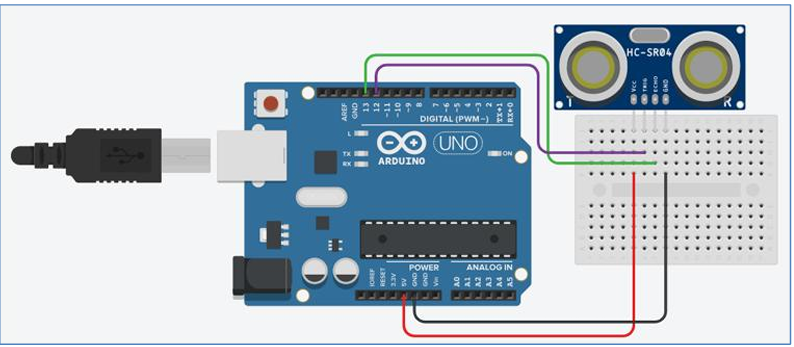 HC-SR04
VCC
TRIG
ECHO
GND
T
R
AREF
GND
13
12
~11
~10
~9
8
7
~6
~5
4
~3
2
TX→1
RX←0
DIGITAL (PWM~)
L
TX
RX
ARDUINO
UNO
ON
POWER
ANALOG IN
IOREF
RESET
3.3V
5V
GND
GND
Vin
A0
A1
A2
A3
A4
A5